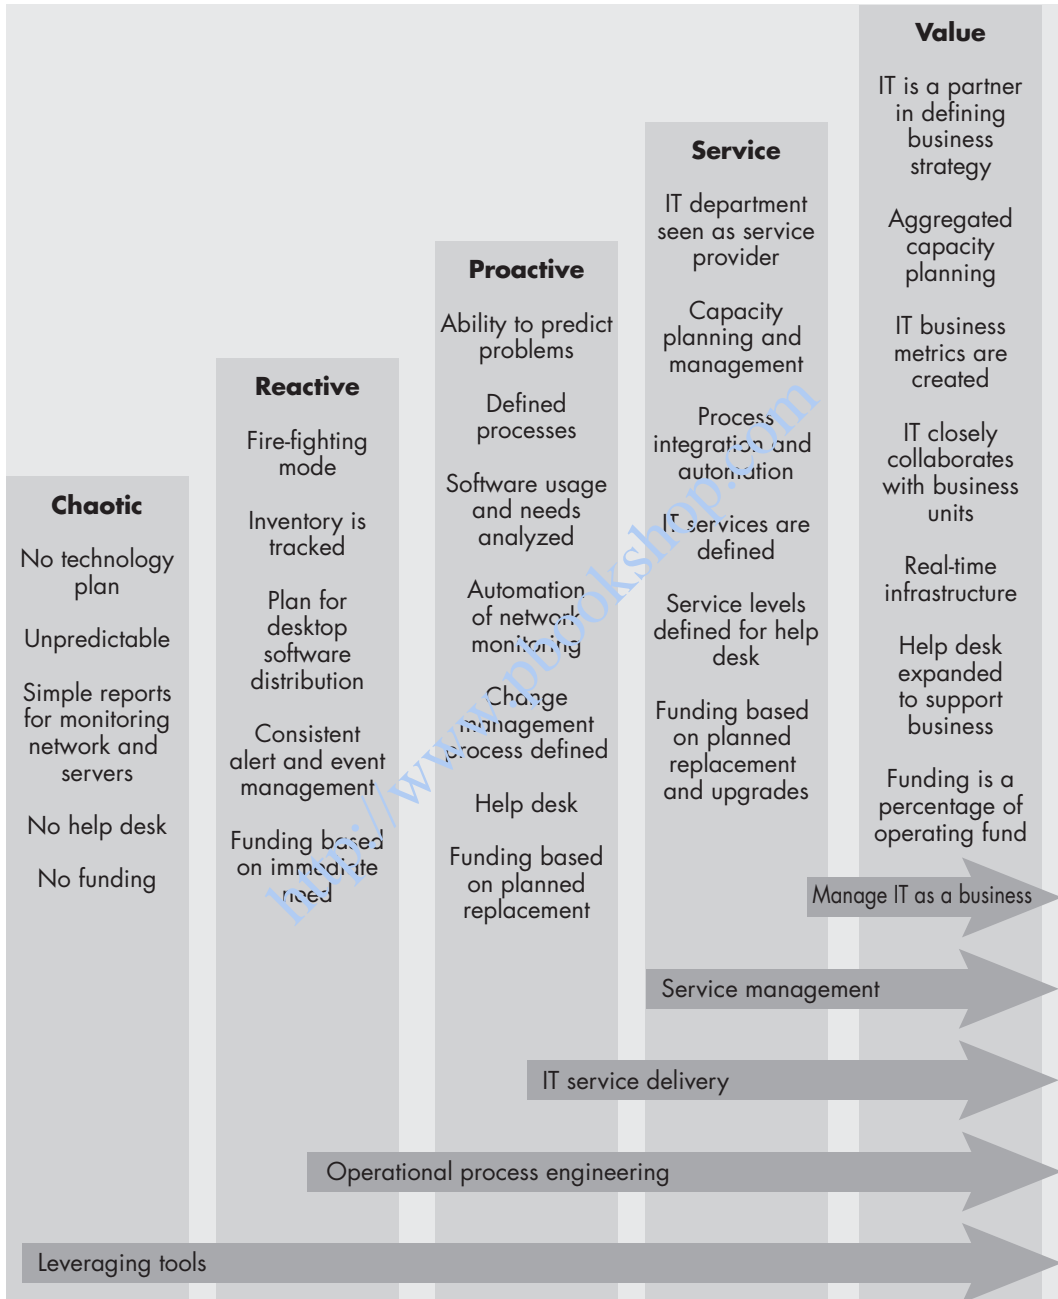 Chaotic
No technology
plan
Unpredictable
Simple reports
for monitoring
network and
servers
No help desk
No funding
Reactive
Fire-fighting
mode
Inventory is
tracked
Plan for
desktop
software
distribution
Consistent
alert and event
management
Funding based
on immediate
need
Proactive
Ability to predict
problems
Defined
processes
Software usage
and needs
analyzed
Automation
of network
monitoring
Change
management
process defined
Help desk
Funding based
on planned
replacement
Service
IT department
seen as service
provider
Capacity
planning and
management
Process
integration and
automation
IT services are
defined
Service levels
defined for help
desk
Funding based
on planned
replacement
and upgrades
Value
IT is a partner
in defining
business
strategy
Aggregated
capacity
planning
IT business
metrics are
created
IT closely
collaborates
with business
units
Real-time
infrastructure
Help desk
expanded
to support
business
Funding is a
percentage of
operating fund
Manage IT as a business
Service management
IT service delivery
Operational process engineering
Leveraging tools
http://www.pbookshop.com